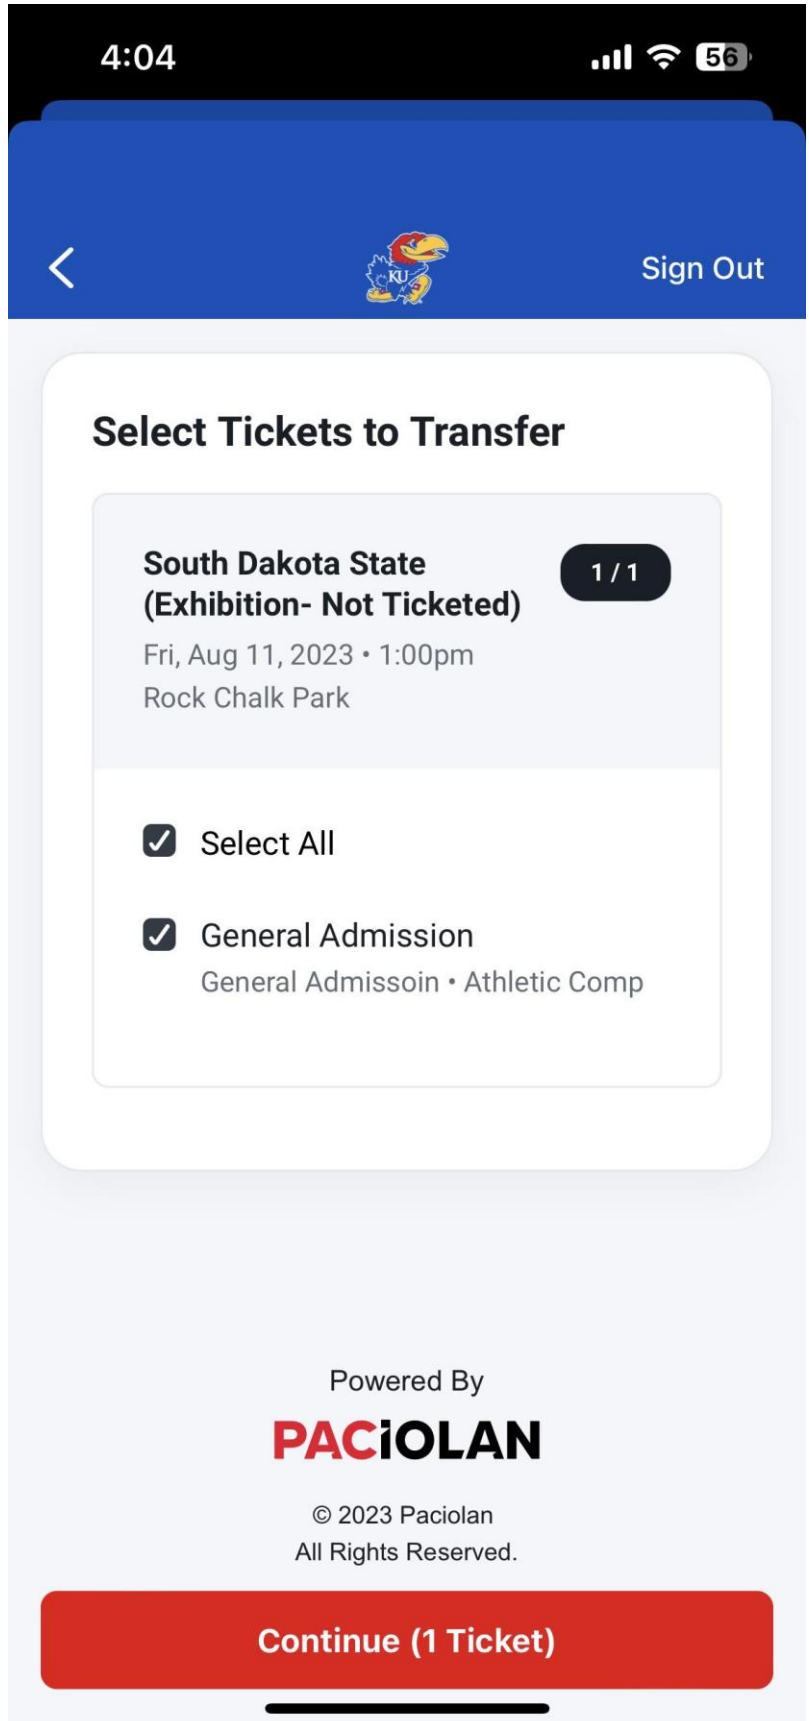 4:04
56
KU
Sign Out
Select Tickets to Transfer
South Dakota State
(Exhibition- Not Ticketed)
1 / 1
Fri, Aug 11, 2023 • 1:00pm
Rock Chalk Park
Select All
General Admission
General Admissoin • Athletic Comp
Powered By
PACiOLAN
© 2023 Paciolan
All Rights Reserved.
Continue (1 Ticket)